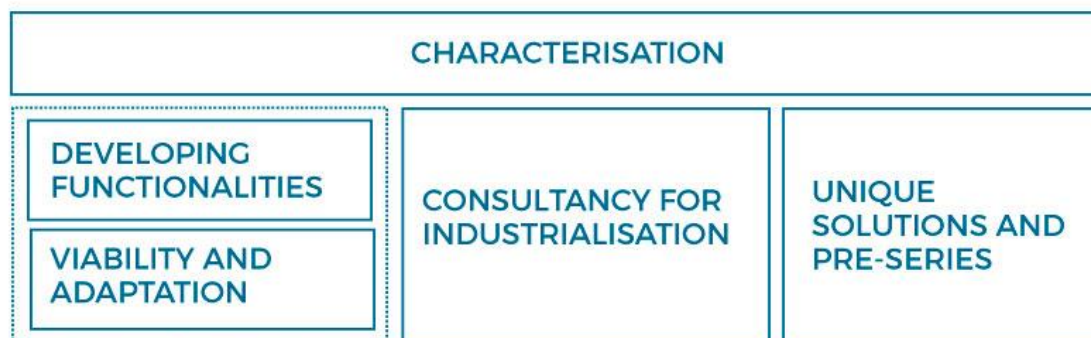 CHARACTERISATION
DEVELOPING
FUNCTIONALITIES
VIABILITY AND
ADAPTATION
CONSULTANCY FOR
INDUSTRIALISATION
UNIQUE
SOLUTIONS AND
PRE-SERIES